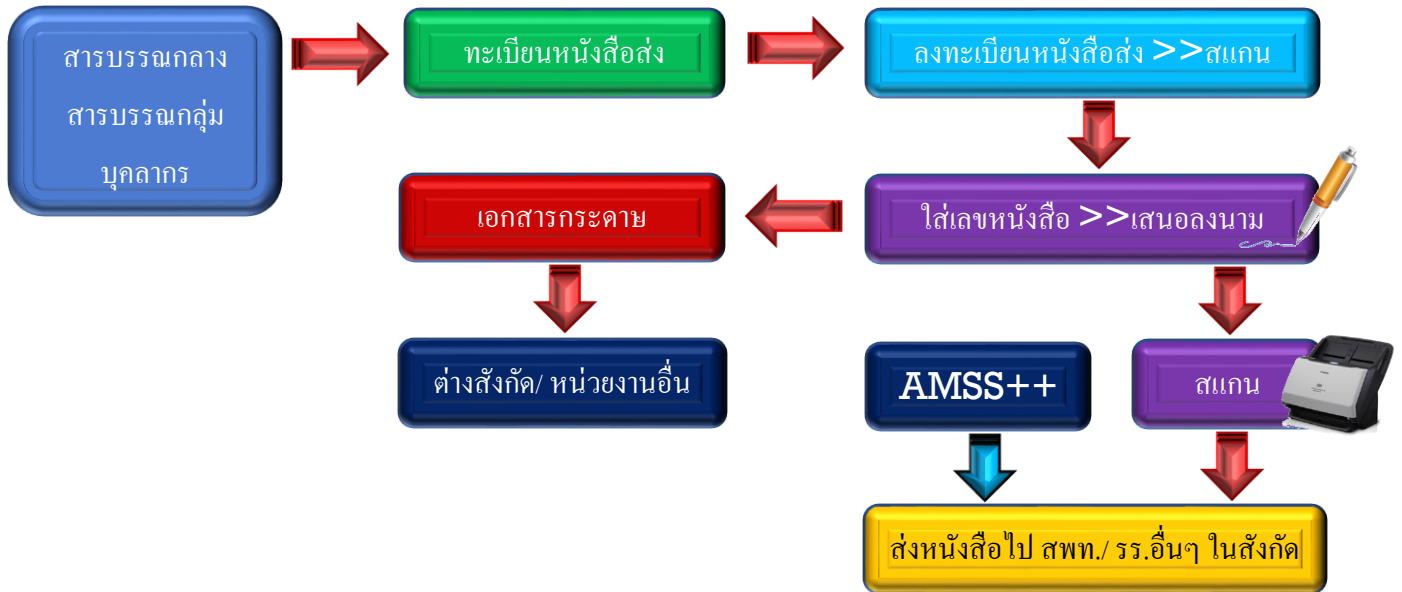 สารบรรณกลาง
สารบรรณกลุ่ม
บุคลากร
ทะเบียนหนังสือส่ง
ลงทะเบียนหนังสือส่ง >>สแกน
ใส่เลขหนังสือ >>เสนอลงนาม
เอกสารกระดาษ
ต่างสังกัด/ หน่วยงานอื่น
AMSS++
สแกน
ส่งหนังสือไป สพท./ รร.อื่นๆ ในสังกัด